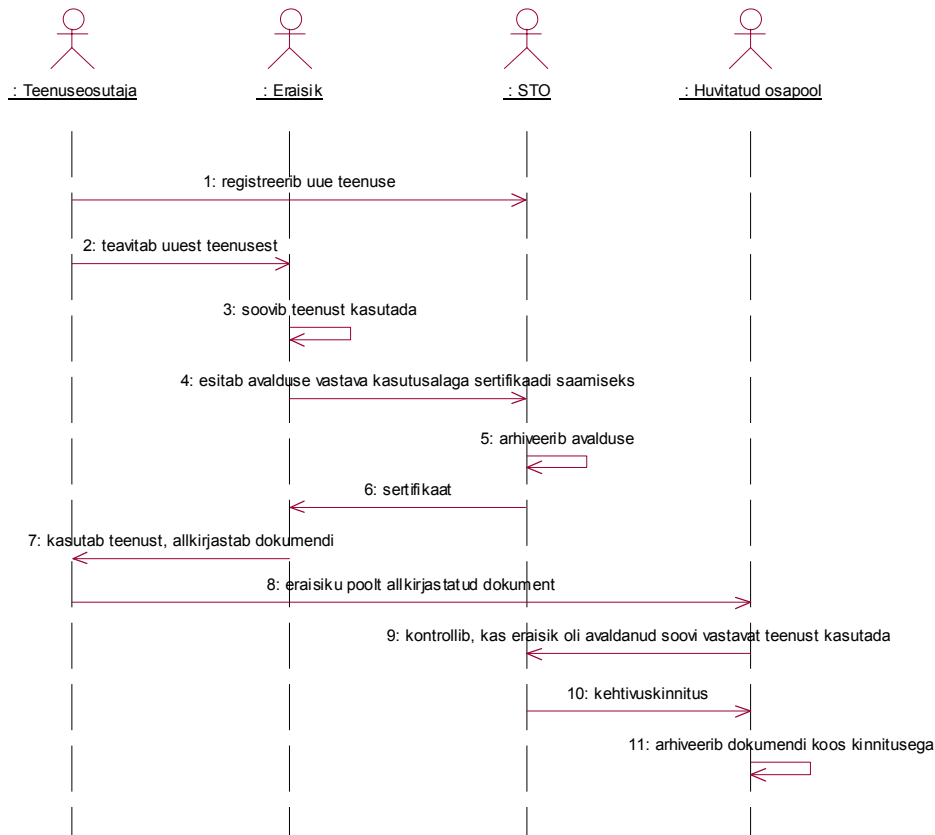 : Teenuseosutaja
: Eraisik
: STO
: Huvitatud osapool
1: registreerib uue teenuse
2: teavitab uuest teenusest
3: soovib teenust kasutada
4: esitab avalduse vastava kasutusalaga sertifikaadi saamiseks
5: arhiveerib avalduse
6: sertifikaat
7: kasutab teenust, allkirjastab dokumendi
8: eraisiku poolt allkirjastatud dokument
9: kontrollib, kas eraisik oli avaldanud soovi vastavat teenust kasutada
10: kehtivuskinnitus
11: arhiveerib dokumendi koos kinnitusega